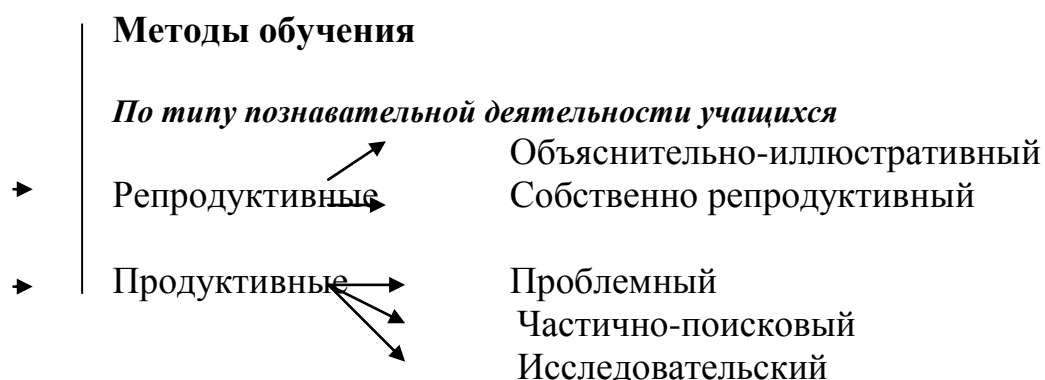 Методы обучения
По типу познавательной деятельности учащихся
Объяснительно-иллюстративный
Репродуктивные Собственно репродуктивный
Продуктивные Проблемный
Частично-поисковый
Исследовательский